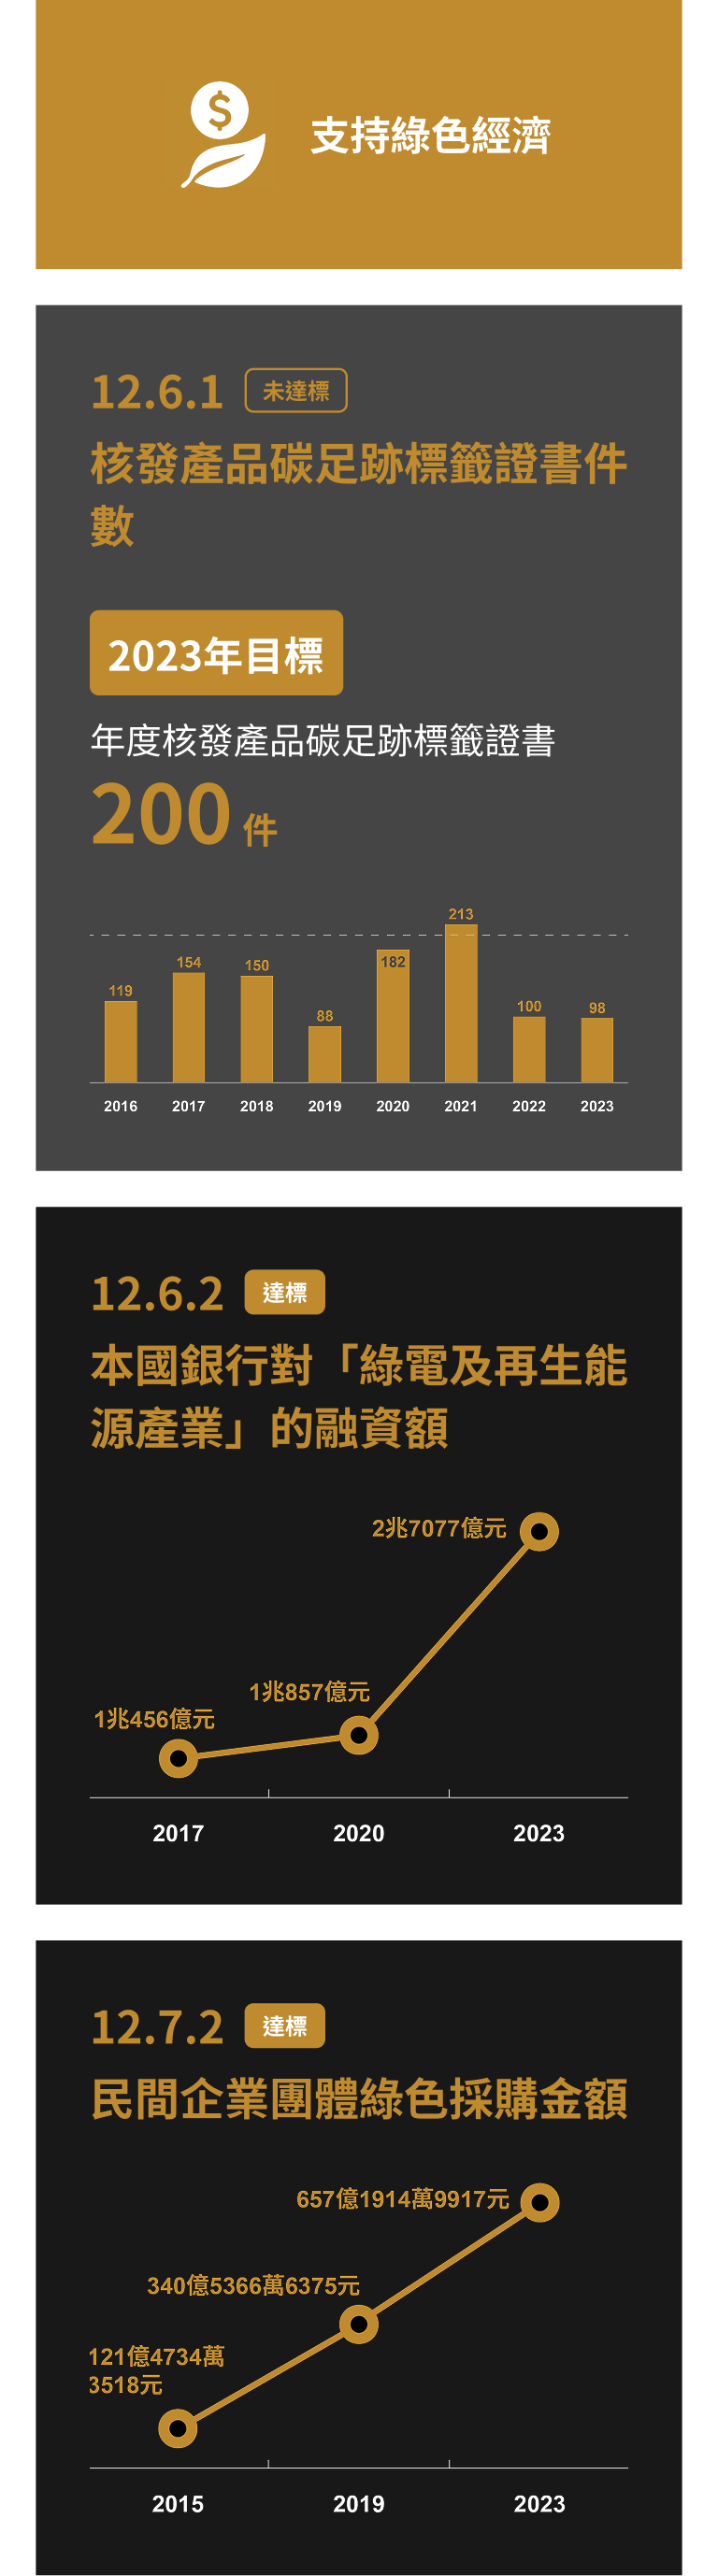 $
支持綠色經濟
12.6.1 未達標
核發產品碳足跡標籤證書件
數
2023年目標
年度核發產品碳足跡標籤證書
200 件
213
154
150
182
119
88
100
98
2016 2017 2018 2019 2020 2021 2022 2023
12.6.2 達標
本國銀行對「綠電及再生能
源產業」的融資額
2兆7077億元
1兆857億元
1兆456億元
2017 2020 2023
12.7.2 達標
民間企業團體綠色採購金額
657億1914萬9917元
340億5366萬6375元
121億4734萬
3518元
2015 2019 2023